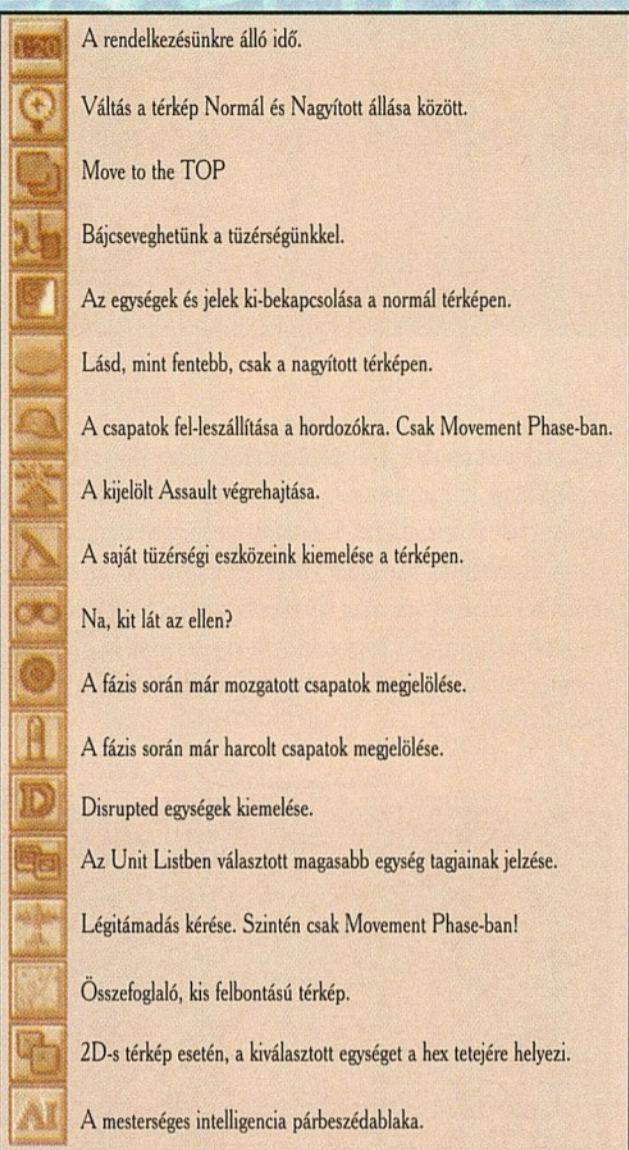 1:20 A rendelkezésünkre álló idő.
Váltás a térkép Normál és Nagyított állása között.
Move to the TOP
Bájcseveghetünk a tüzérségünkkel.
Az egységek és jelek ki-bekapcsolása a normál térképen.
Lásd, mint fentebb, csak a nagyított térképen.
A csapatok fel-leszállítása a hordozókra. Csak Movement Phase-ban.
A kijelölt Assault végrehajtása.
A saját tüzérségi eszközeink kiemelése a térképen.
Na, kit lát az ellen?
A fázis során már mozgatott csapatok megjelölése.
A fázis során már harcolt csapatok megjelölése.
D Disrupted egységek kiemelése.
Az Unit Listben választott magasabb egység tagjainak jelzése.
Légitámadás kérése. Szintén csak Movement Phase-ban!
Összefoglaló, kis felbontású térkép.
2D-s térkép esetén, a kiválasztott egységet a hex tetejére helyezi.
AI A mesterséges intelligencia párbeszédablaka.